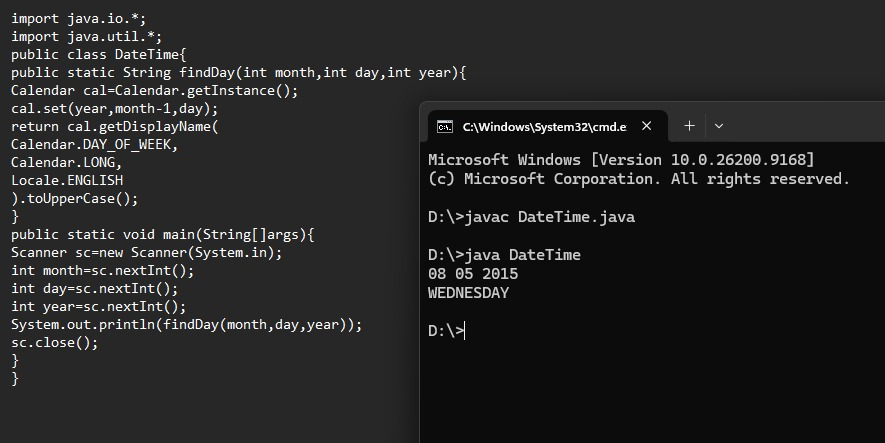 import java.io.*;
import java.util.*;
public class DateTime{
public static String findDay(int month,int day,int year){
Calendar cal=Calendar.getInstance();
cal.set(year,month-1,day);
return cal.getDisplayName(
Calendar.DAY_OF_WEEK,
Calendar.LONG,
Locale.ENGLISH
).toUpperCase();
}
public static void main(String[]args){
Scanner sc=new Scanner(System.in);
int month=sc.nextInt();
int day=sc.nextInt();
int year=sc.nextInt();
System.out.println(findDay(month,day,year));
sc.close();
}
}
C:\Windows\System32\cmd.e
Microsoft Windows [Version 10.0.26200.9168]
(c) Microsoft Corporation. All rights reserved.
D:\>javac DateTime.java
D:\>java DateTime
08 05 2015
WEDNESDAY
D:\>